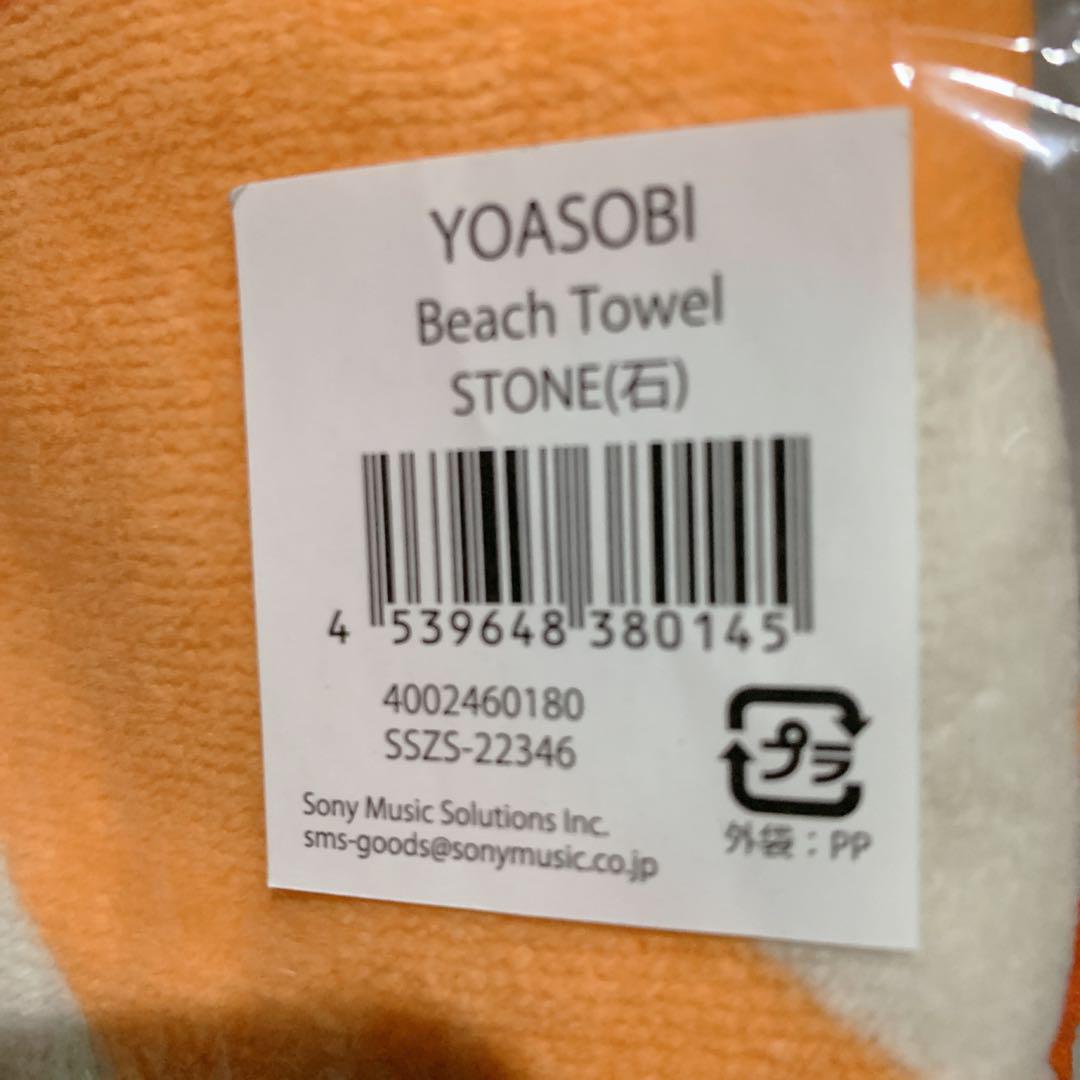 YOASOBI
Beach Towel
STONE(石)
4 539648 380145
4002460180
SSZS-22346
プラ
外袋：PP
Sony Music Solutions Inc.
sms-goods@sonymusic.co.jp